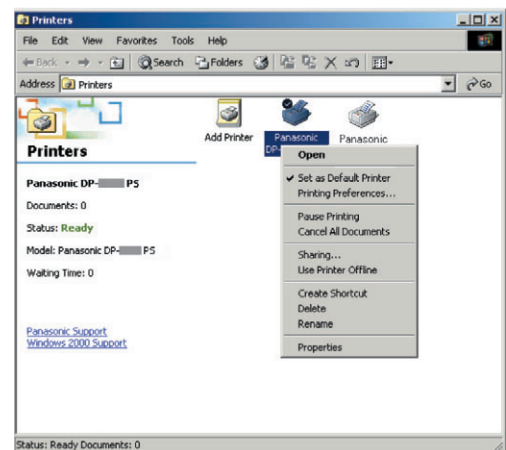 Printers
File Edit View Favorites Tools Help
Back Search Folders
Address Printers Go
Printers
Add Printer Panasonic Panasonic
DP-
Panasonic DP- PS
Documents: 0
Status: Ready
Model: Panasonic DP- PS
Waiting Time: 0
Panasonic Support
Windows 2000 Support
Open
Set as Default Printer
Printing Preferences...
Pause Printing
Cancel All Documents
Sharing...
Use Printer Offline
Create Shortcut
Delete
Rename
Properties
Status: Ready Documents: 0